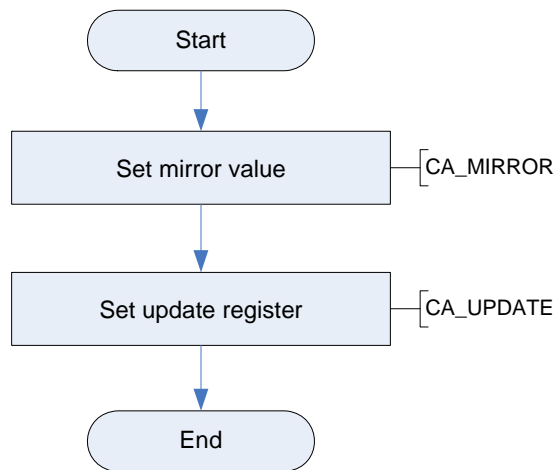 Start
Set mirror value
CA_MIRROR
Set update register
CA_UPDATE
End